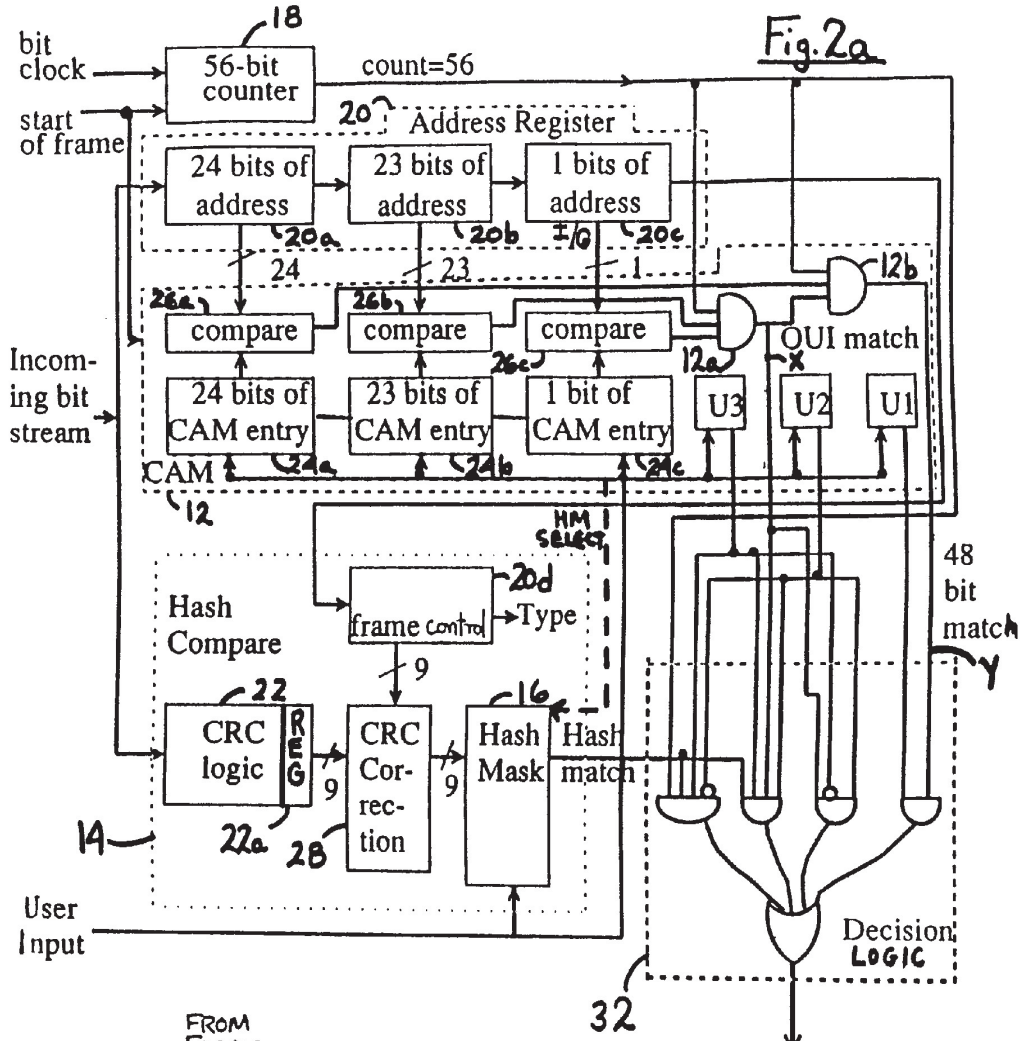 Fig. 2a
18
bit
clock
56-bit
counter
count=56
start
of frame
20
Address Register
24 bits of
address
23 bits of
address
1 bits of
address
20a
20b
I/G
20c
24
23
1
12b
26a
26b
compare
compare
compare
26c
12a
OUI match
X
Incom-
ing bit
stream
24 bits of
CAM entry
23 bits of
CAM entry
1 bit of
CAM entry
U3
U2
U1
CAM
24a
24b
24c
12
HM
SELECT
48
bit
match
Y
Hash
Compare
20d
frame control
Type
9
22
16
CRC
logic
REG
9
CRC
Cor-
rec-
tion
9
Hash
Mask
Hash
match
14
22a
28
User
Input
Decision
LOGIC
32
FROM